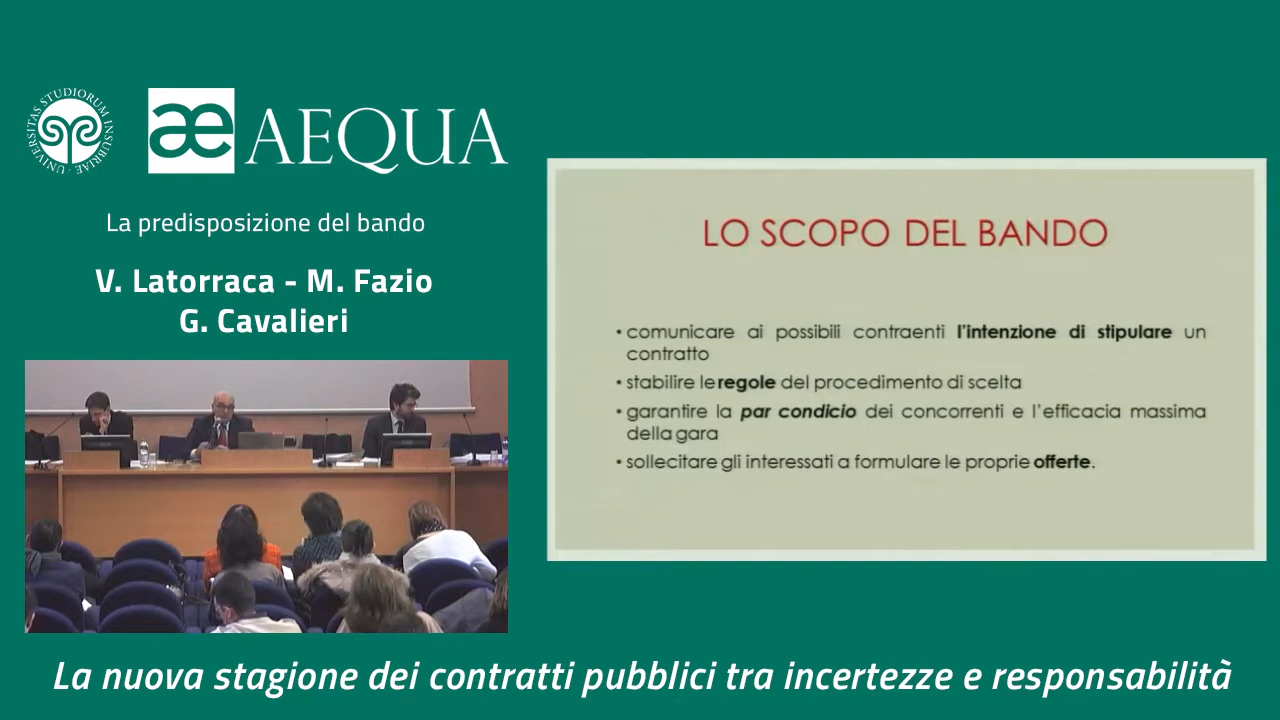 UNIVERSITAS STUDIORUM INSUBRIAE
æ AEQUA
La predisposizione del bando
V. Latorraca - M. Fazio
G. Cavalieri
LO SCOPO DEL BANDO
• comunicare ai possibili contraenti l'intenzione di stipulare un
contratto
• stabilire le regole del procedimento di scelta
• garantire la par condicio dei concorrenti e l'efficacia massima
della gara
• sollecitare gli interessati a formulare le proprie offerte.
La nuova stagione dei contratti pubblici tra incertezze e responsabilità